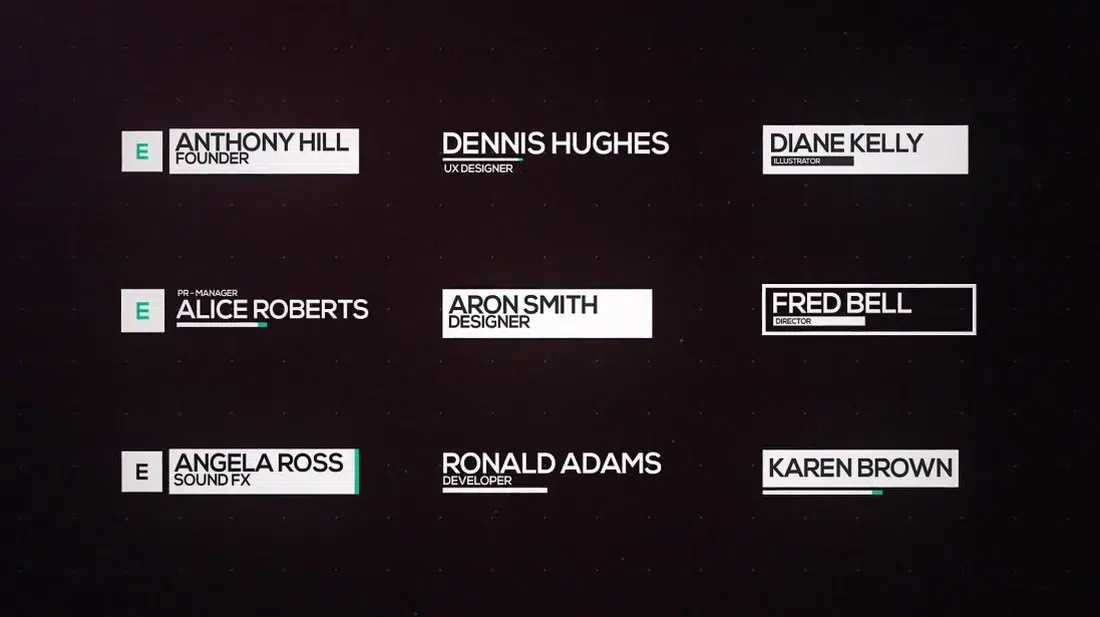 E
ANTHONY HILL
FOUNDER
DENNIS HUGHES
UX DESIGNER
DIANE KELLY
ILLUSTRATOR
E
PR - MANAGER
ALICE ROBERTS
ARON SMITH
DESIGNER
FRED BELL
DIRECTOR
E
ANGELA ROSS
SOUND FX
RONALD ADAMS
DEVELOPER
KAREN BROWN